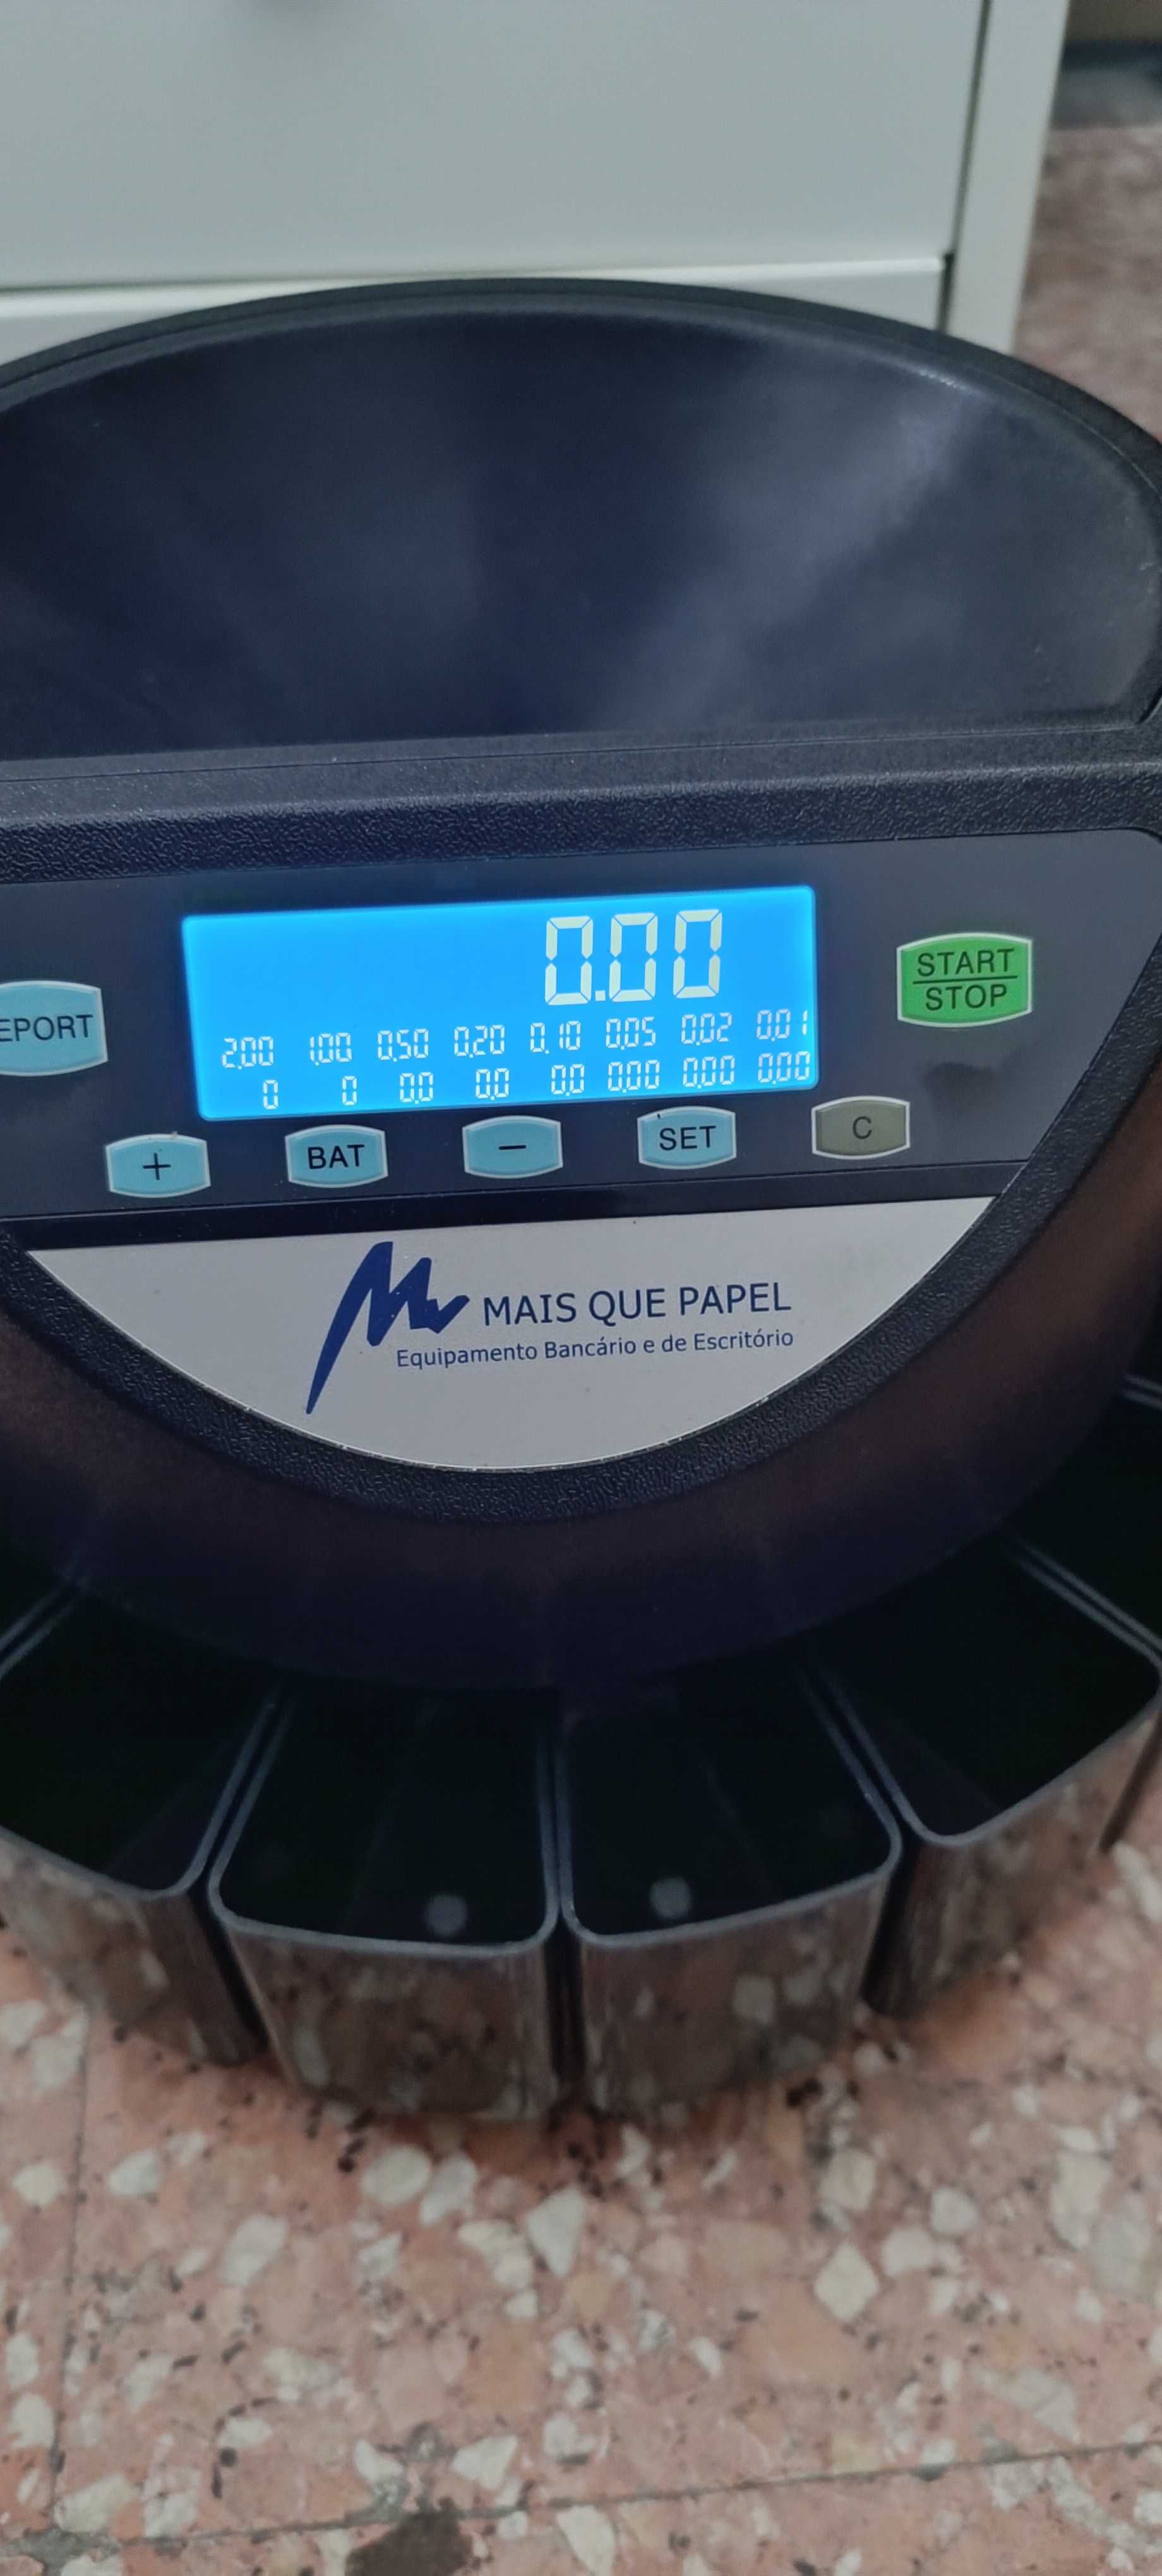 0.00
2.00 1.00 0.50 0.20 0.10 0.05 0.02 0.01
0 0 0.0 0.0 0.0 0.00 0.00 0.00
EPORT
START
STOP
+ BAT - SET C
MAIS QUE PAPEL
Equipamento Bancário e de Escritório